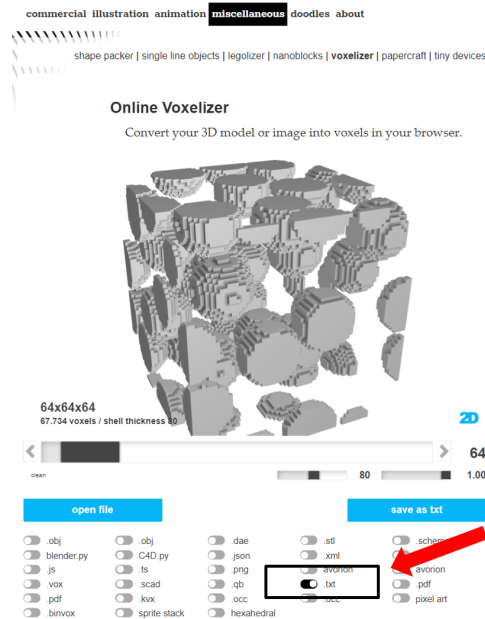 commercial illustration animation miscellaneous doodles about
shape packer | single line objects | legolizer | nanoblocks | voxelizer | papercraft | tiny devices
Online Voxelizer
Convert your 3D model or image into voxels in your browser.
64x64x64
67.734 voxels / shell thickness 80
2D
64
clean
80
1.00
open file
save as txt
.obj
.obj
.dae
.stl
.schem
blender.py
C4D.py
.json
.xml
.js
.ts
.png
avorion
avorion
.vox
.scad
.qb
.txt
.pdf
.pdf
.kvx
.occ
.occ
pixel art
.binvox
sprite stack
hexahedral